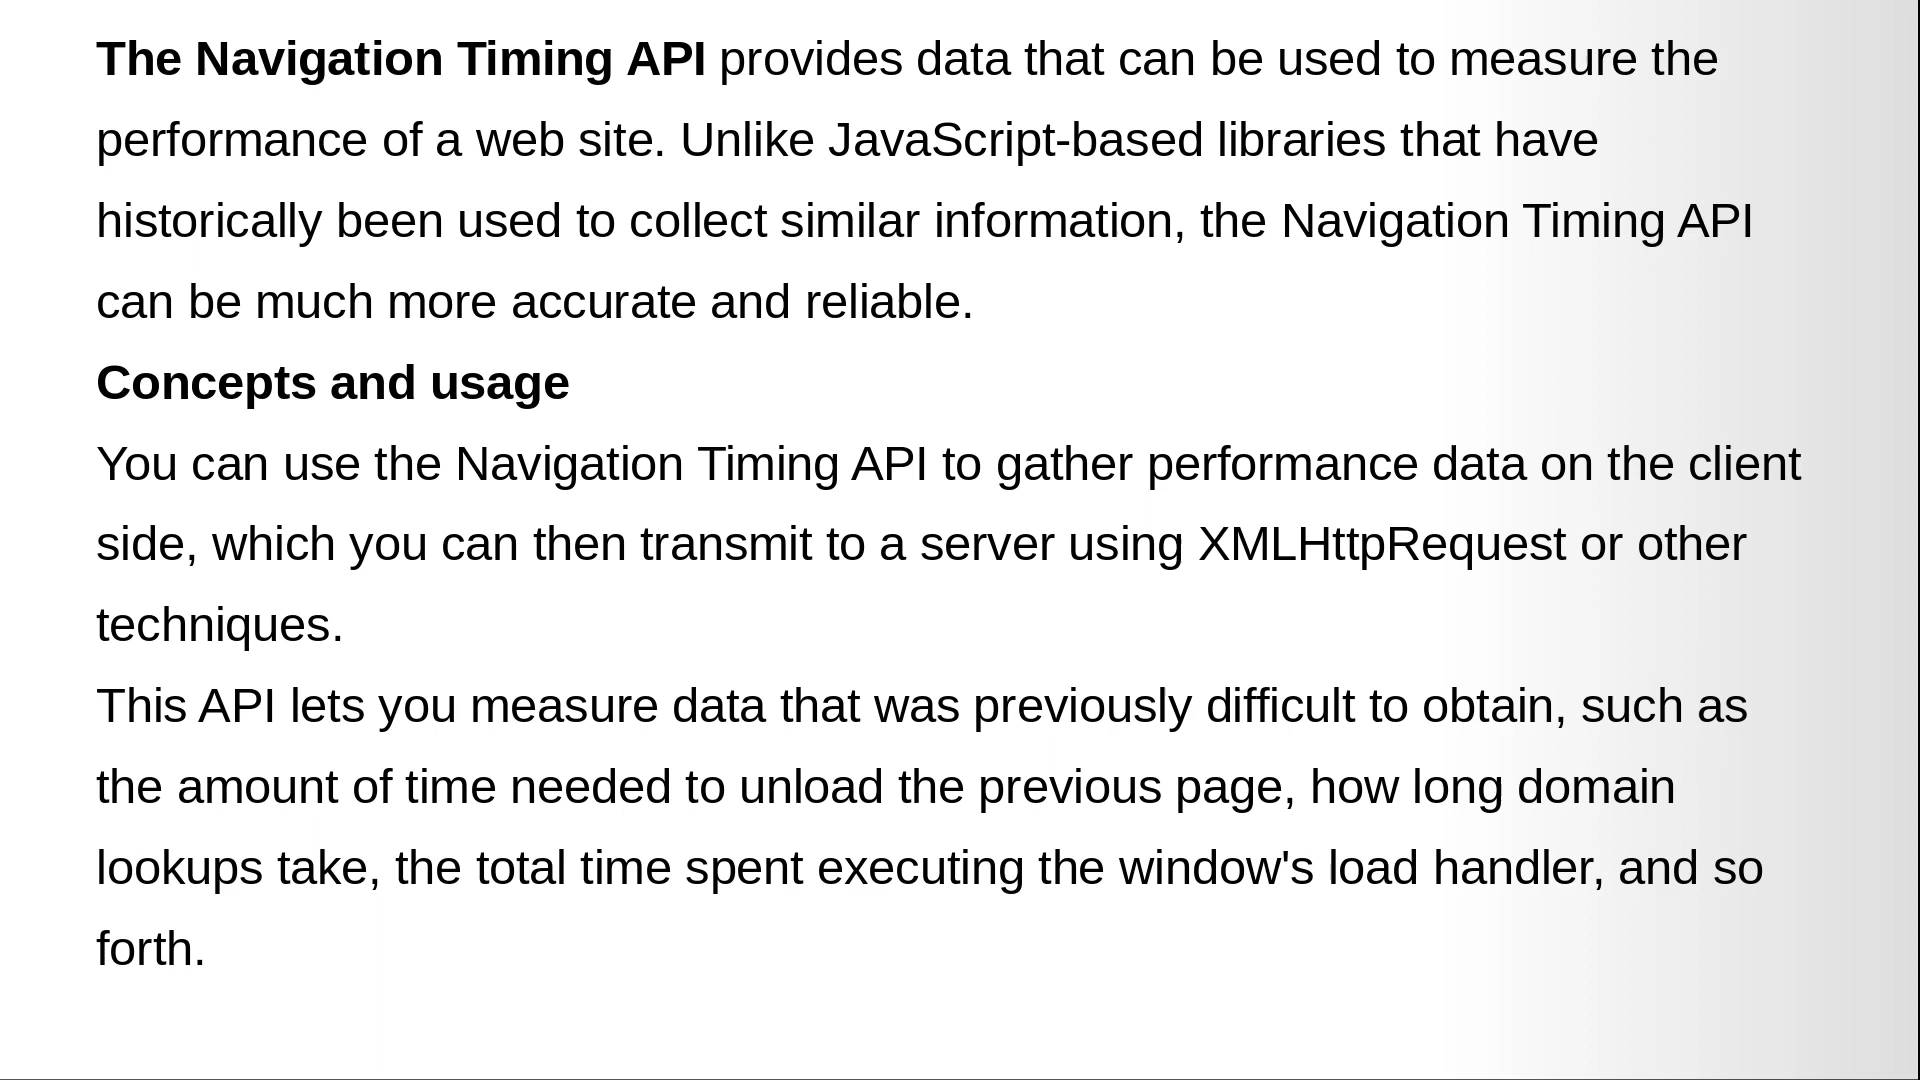 The Navigation Timing API provides data that can be used to measure the
performance of a web site. Unlike JavaScript-based libraries that have
historically been used to collect similar information, the Navigation Timing API
can be much more accurate and reliable.
Concepts and usage
You can use the Navigation Timing API to gather performance data on the client
side, which you can then transmit to a server using XMLHttpRequest or other
techniques.
This API lets you measure data that was previously difficult to obtain, such as
the amount of time needed to unload the previous page, how long domain
lookups take, the total time spent executing the window's load handler, and so
forth.